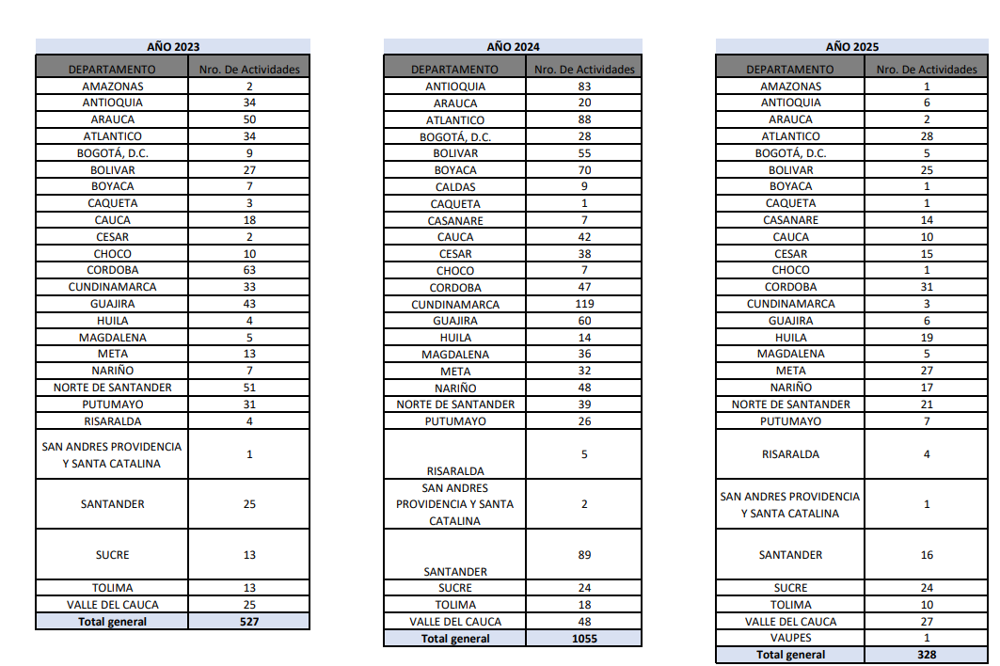 AÑO 2023
DEPARTAMENTO Nro. De Actividades
AMAZONAS 2
ANTIOQUIA 34
ARAUCA 50
ATLANTICO 34
BOGOTÁ, D.C. 9
BOLIVAR 27
BOYACA 7
CAQUETA 3
CAUCA 18
CESAR 2
CHOCO 10
CORDOBA 63
CUNDINAMARCA 33
GUAJIRA 43
HUILA 4
MAGDALENA 5
META 13
NARIÑO 7
NORTE DE SANTANDER 51
PUTUMAYO 31
RISARALDA 4
SAN ANDRES PROVIDENCIA
Y SANTA CATALINA 1
SANTANDER 25
SUCRE 13
TOLIMA 13
VALLE DEL CAUCA 25
Total general 527
AÑO 2024
DEPARTAMENTO Nro. De Actividades
ANTIOQUIA 83
ARAUCA 20
ATLANTICO 88
BOGOTÁ, D.C. 28
BOLIVAR 55
BOYACA 70
CALDAS 9
CAQUETA 1
CASANARE 7
CAUCA 42
CESAR 38
CHOCO 7
CORDOBA 47
CUNDINAMARCA 119
GUAJIRA 60
HUILA 14
MAGDALENA 36
META 32
NARIÑO 48
NORTE DE SANTANDER 39
PUTUMAYO 26
RISARALDA 5
SAN ANDRES
PROVIDENCIA Y SANTA 2
CATALINA
SANTANDER 89
SUCRE 24
TOLIMA 18
VALLE DEL CAUCA 48
Total general 1055
AÑO 2025
DEPARTAMENTO Nro. De Actividades
AMAZONAS 1
ANTIOQUIA 6
ARAUCA 2
ATLANTICO 28
BOGOTÁ, D.C. 5
BOLIVAR 25
BOYACA 1
CAQUETA 1
CASANARE 14
CAUCA 10
CESAR 15
CHOCO 1
CORDOBA 31
CUNDINAMARCA 3
GUAJIRA 6
HUILA 19
MAGDALENA 5
META 27
NARIÑO 17
NORTE DE SANTANDER 21
PUTUMAYO 7
RISARALDA 4
SAN ANDRES PROVIDENCIA
Y SANTA CATALINA 1
SANTANDER 16
SUCRE 24
TOLIMA 10
VALLE DEL CAUCA 27
VAUPES 1
Total general 328